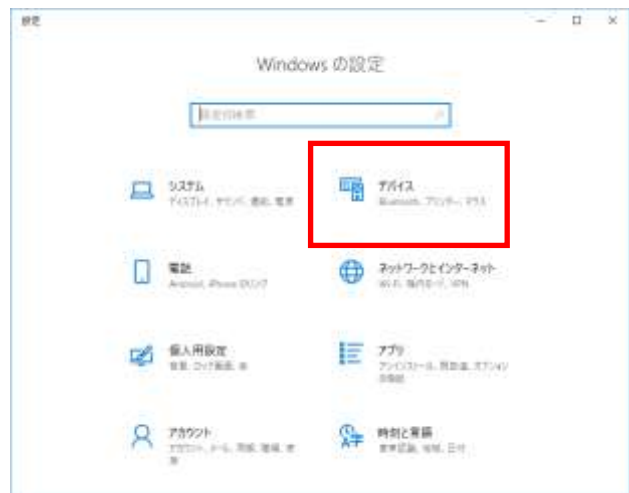 設定
Windows の設定
設定の検索
システム
ディスプレイ、サウンド、通知、電源
デバイス
Bluetooth、プリンター、マウス
電話
Android、iPhone のリンク
ネットワークとインターネット
Wi-Fi、機内モード、VPN
個人用設定
背景、ロック画面、色
アプリ
アンインストール、既定値、オプション
の機能
アカウント
アカウント、メール、同期、職場、家
族
時刻と言語
音声認識、地域、日付